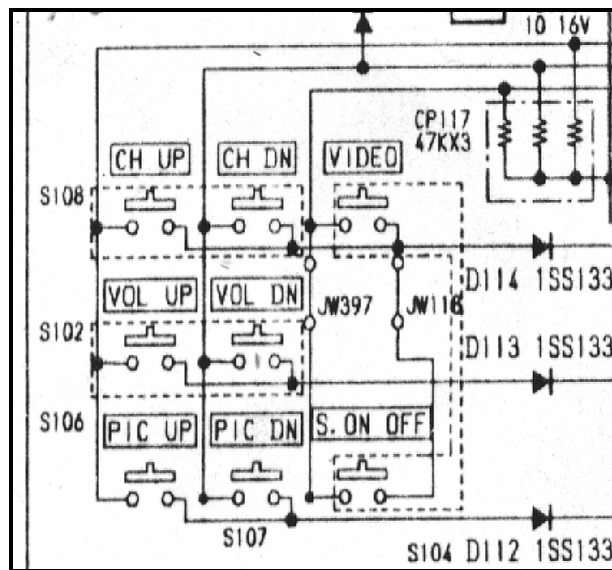 10 16V
CP117
47KX3
CH UP
CH DN
VIDEO
S108
D114 1SS133
VOL UP
VOL DN
JW397
JW116
S102
D113 1SS133
S106
PIC UP
PIC DN
S.ON OFF
S107
S104
D112 1SS133